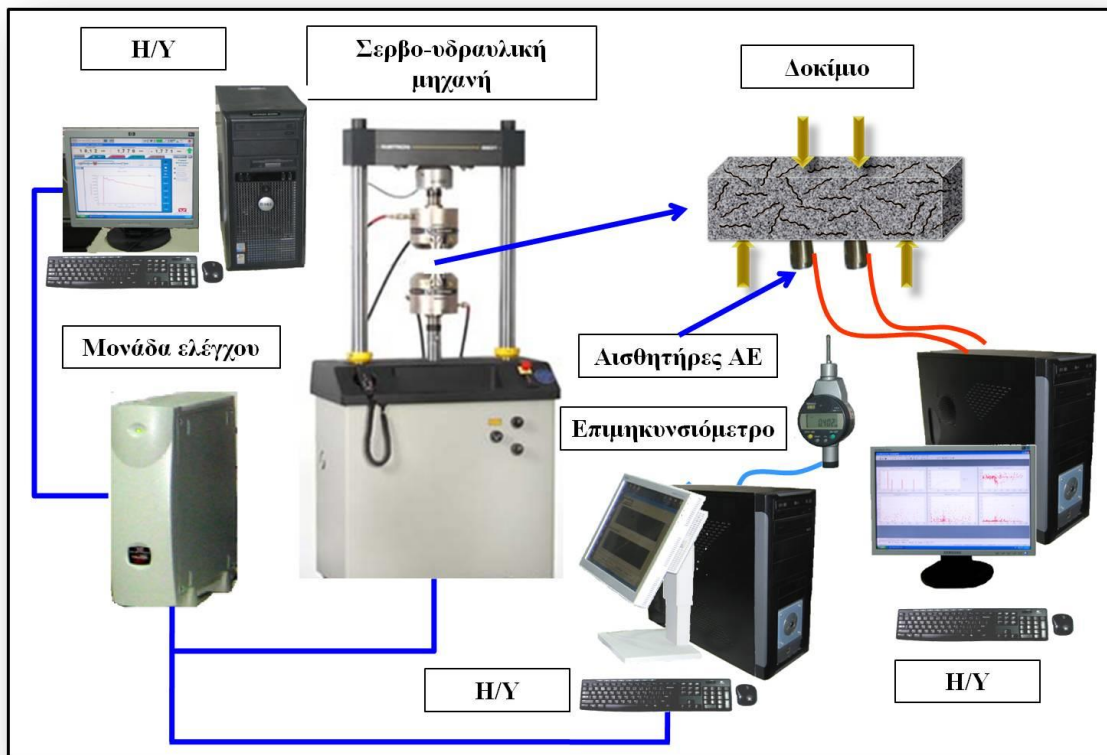 Η/Υ
Σερβο-υδραυλική
μηχανή
Δοκίμιο
Μονάδα ελέγχου
Αισθητήρες ΑΕ
Επιμηκυνσιόμετρο
Η/Υ
Η/Υ